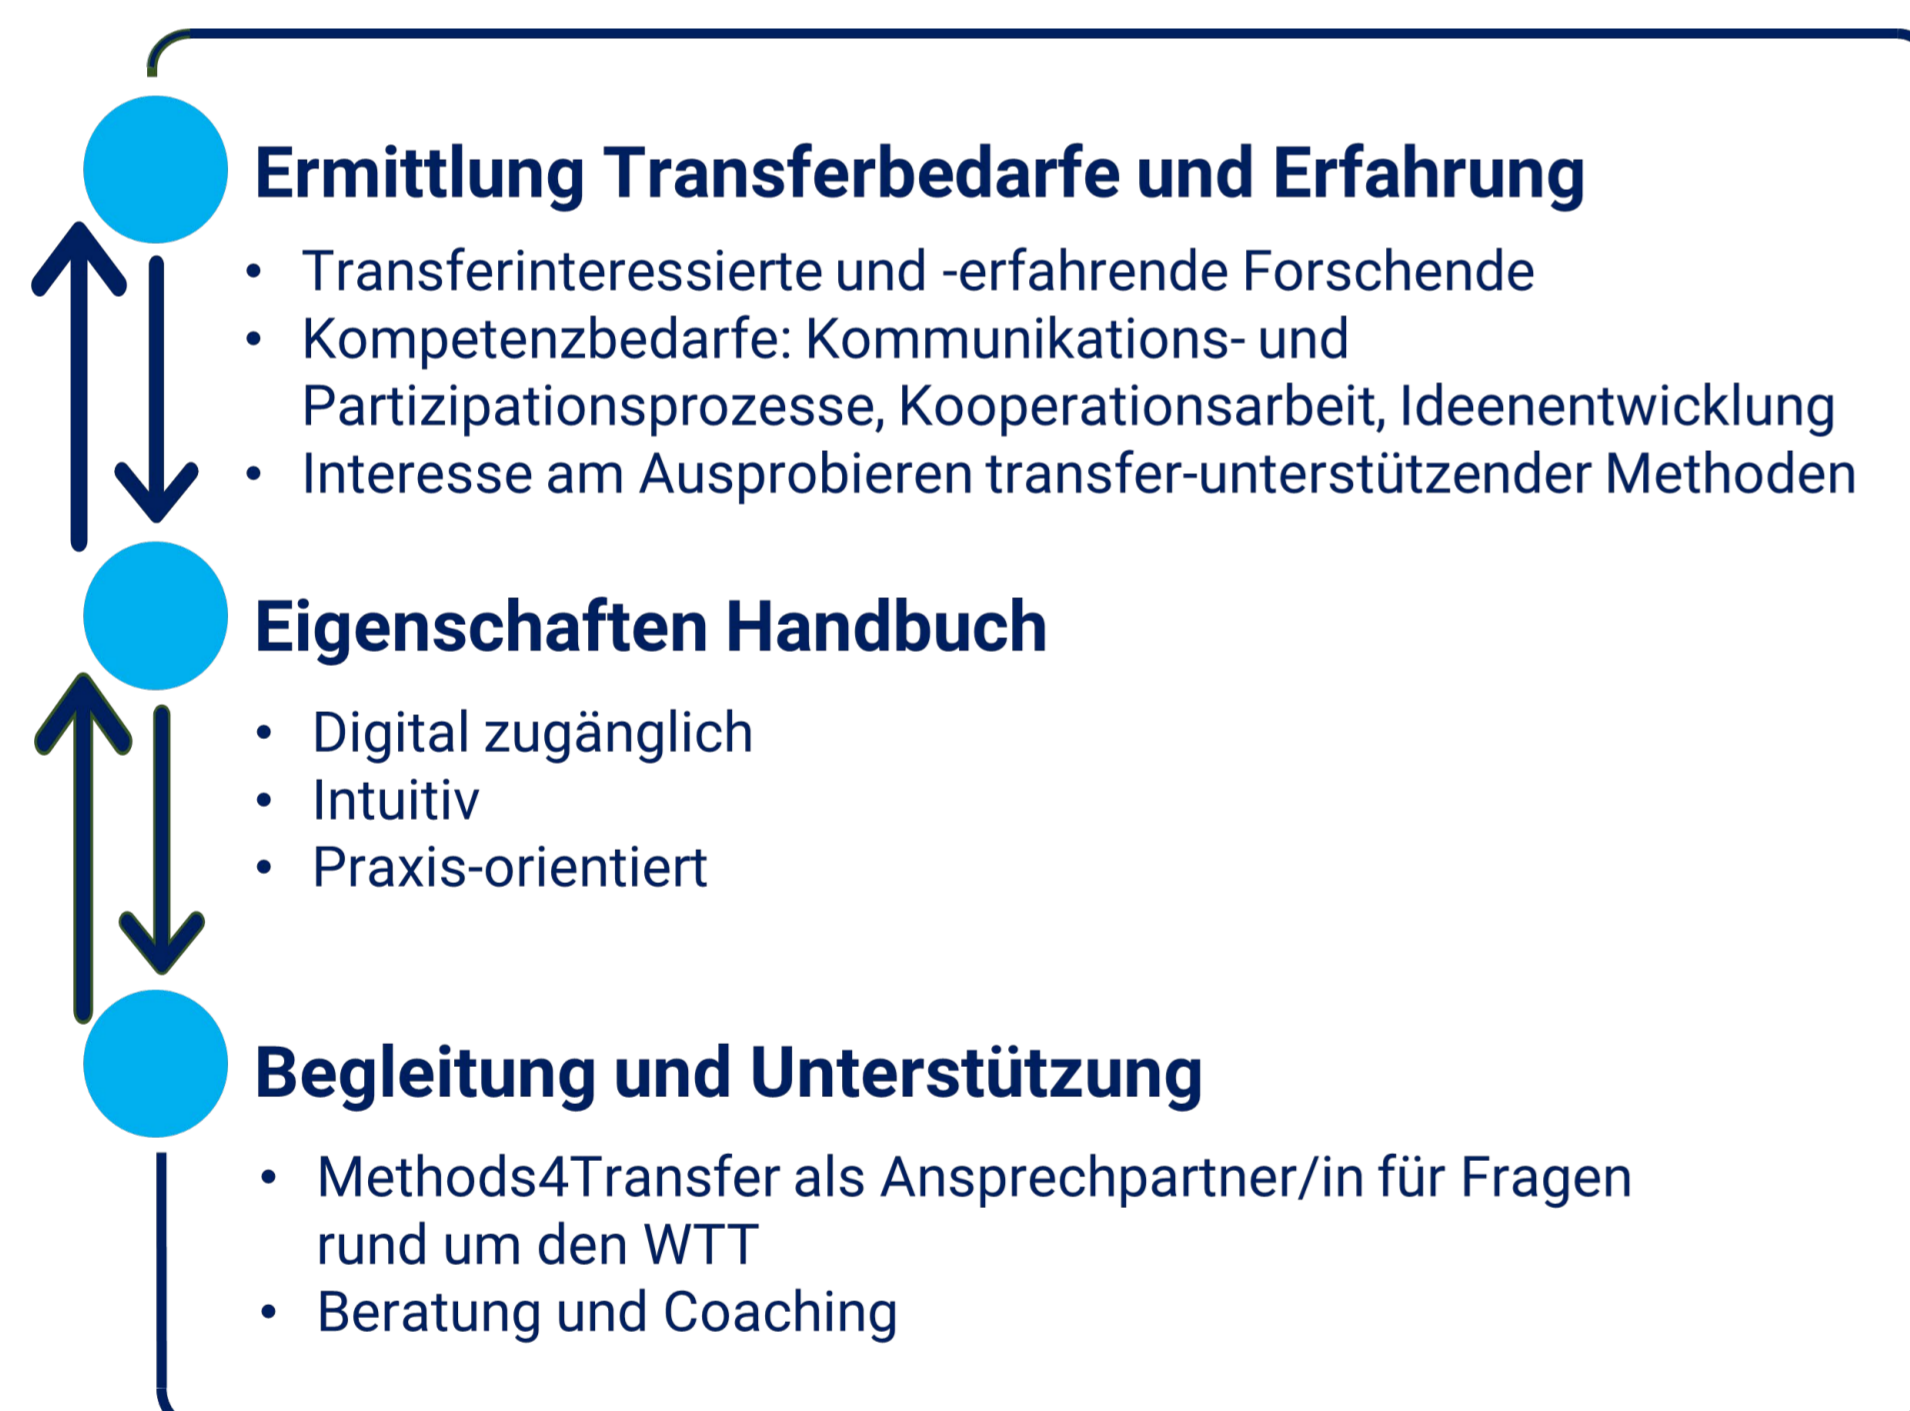 Ermittlung Transferbedarfe und Erfahrung
• Transferinteressierte und -erfahrende Forschende
• Kompetenzbedarfe: Kommunikations- und
Partizipationsprozesse, Kooperationsarbeit, Ideenentwicklung
• Interesse am Ausprobieren transfer-unterstützender Methoden
Eigenschaften Handbuch
• Digital zugänglich
• Intuitiv
• Praxis-orientiert
Begleitung und Unterstützung
• Methods4Transfer als Ansprechpartner/in für Fragen
rund um den WTT
• Beratung und Coaching